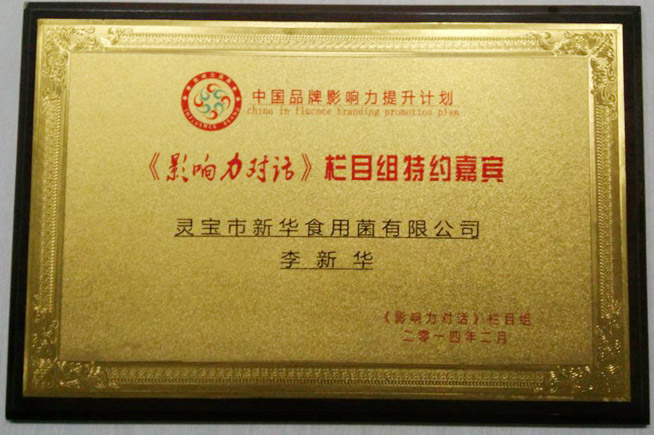 中国品牌影响力提升计划
china in fluence branding promotion plan
《影响力对话》栏目组特约嘉宾
灵宝市新华食用菌有限公司
李新华
《影响力对话》栏目组
二零一四年二月